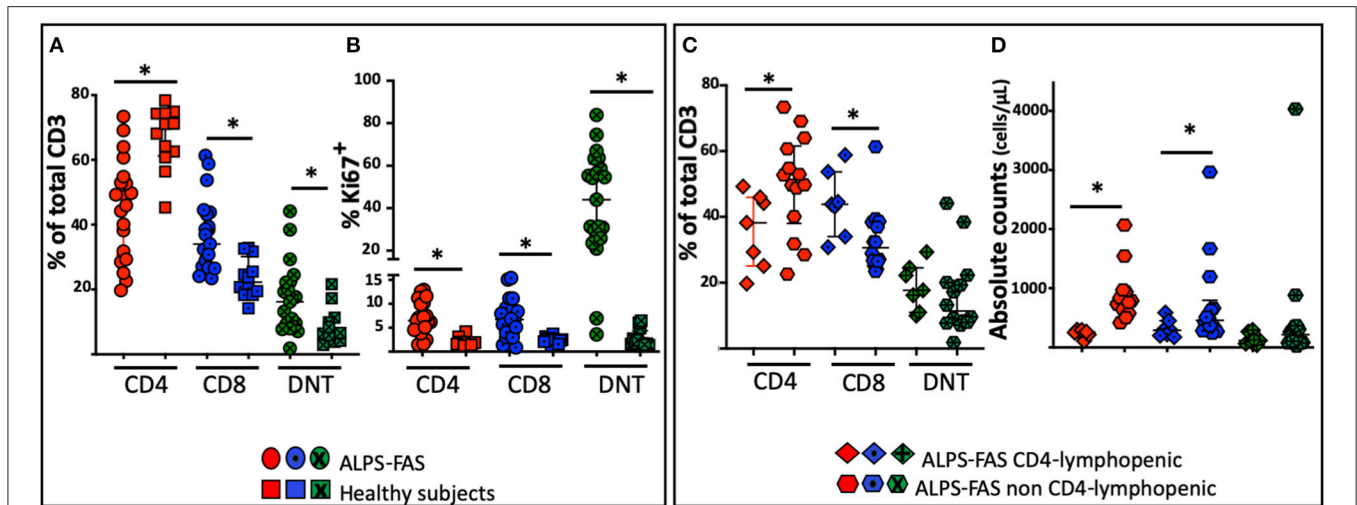 A
% of total CD3
80
60
40
20
*
*
*
CD4
CD8
DNT
B
% Ki67+
100
80
60
40
20
15
10
5
*
*
*
CD4
CD8
DNT
ALPS-FAS
Healthy subjects
C
% of total CD3
80
60
40
20
*
*
CD4
CD8
DNT
D
Absolute counts (cells/μL)
4000
3000
2000
1000
*
*
ALPS-FAS CD4-lymphopenic
ALPS-FAS non CD4-lymphopenic